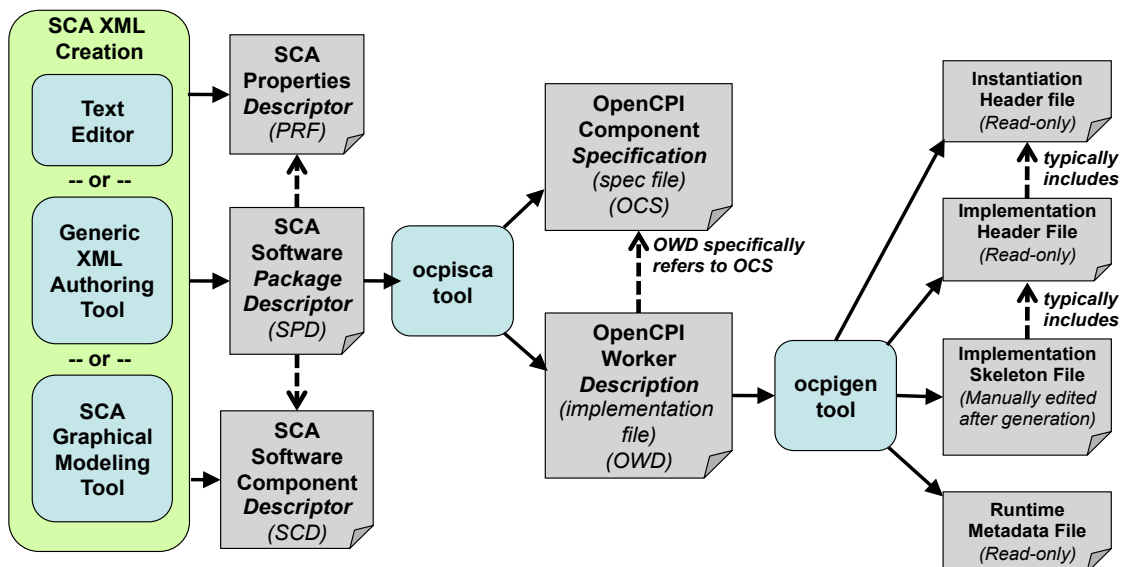 SCA XML
Creation
Text
Editor
-- or --
Generic
XML
Authoring
Tool
-- or --
SCA
Graphical
Modeling
Tool
SCA
Properties
Descriptor
(PRF)
SCA
Software
Package
Descriptor
(SPD)
SCA
Software
Component
Descriptor
(SCD)
ocpisca
tool
OpenCPI
Component
Specification
(spec file)
(OCS)
OWD specifically
refers to OCS
OpenCPI
Worker
Description
(implementation
file)
(OWD)
ocpigen
tool
Instantiation
Header file
(Read-only)
typically
includes
Implementation
Header File
(Read-only)
typically
includes
Implementation
Skeleton File
(Manually edited
after generation)
Runtime
Metadata File
(Read-only)